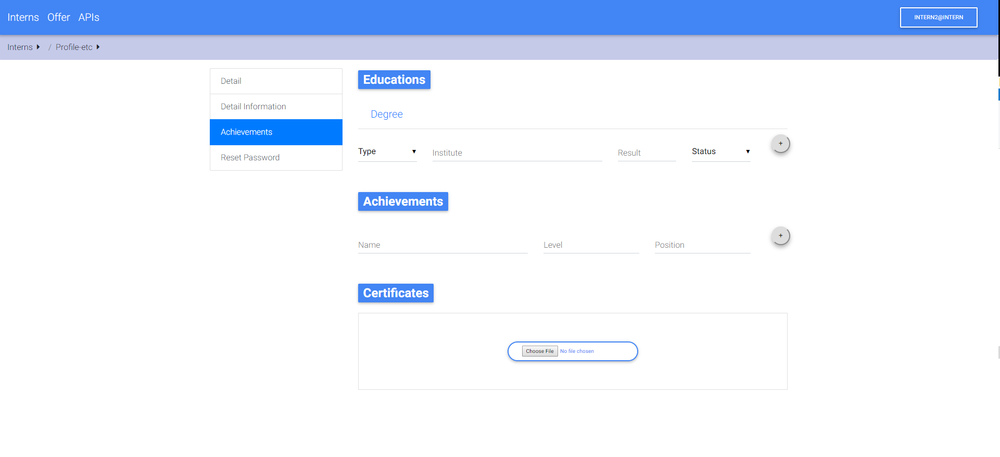 Interns Offer APIs
INTERN2@INTERN
Interns / Profile-etc
Detail
Detail Information
Achievements
Reset Password
Educations
Degree
Type Institute Result Status +
Achievements
Name Level Position +
Certificates
Choose File No file chosen